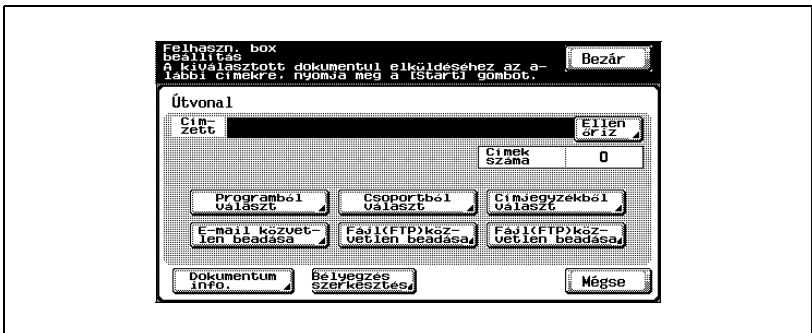 Felhaszn. box
beállítás
A kiválasztott dokumentul elküldéséhez az a-
lábbi címekre, nyomja meg a [Start] gombot.
Bezár
Útvonal
Cím-
zett
Ellen
őriz
Címek
száma
0
Programból
választ
Csoportból
választ
Címjegyzékből
választ
E-mail közvet-
len beadása
Fájl(FTP)köz-
vetlen beadása
Fájl(FTP)köz-
vetlen beadása
Dokumentum
info.
Bélyegzés
szerkesztés
Mégse